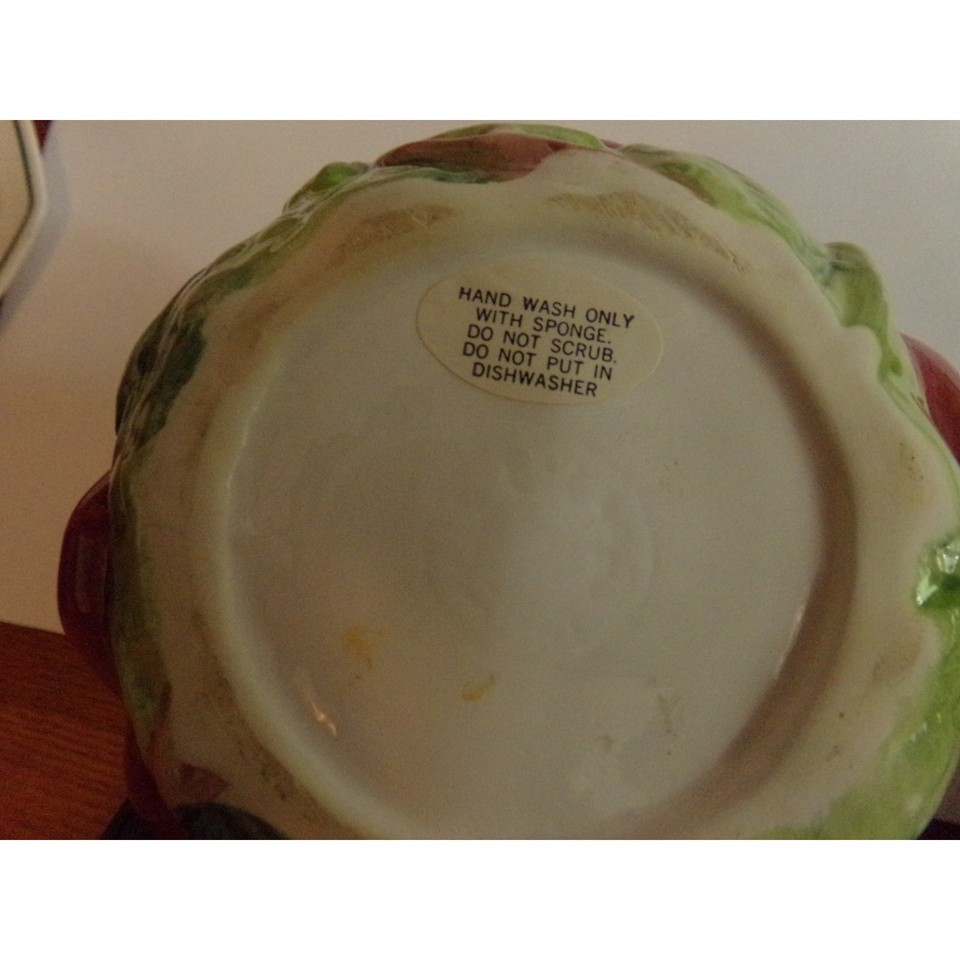 HAND WASH ONLY
WITH SPONGE.
DO NOT SCRUB.
DO NOT PUT IN
DISHWASHER